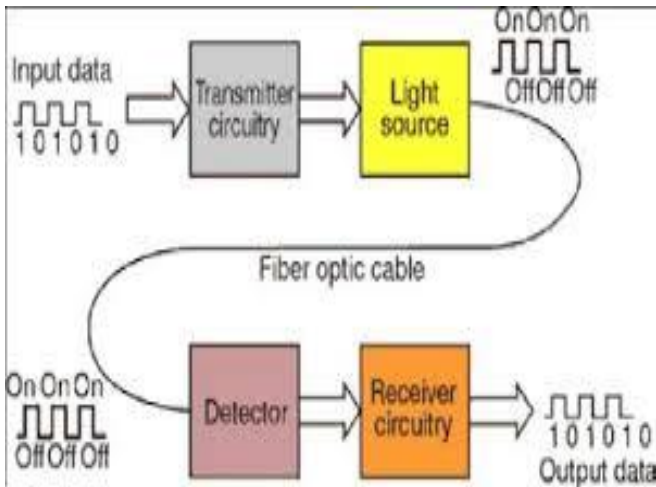 On On On
Off Off Off
Input data
1 0 1 0 1 0
Transmitter
circuitry
Light
source
Fiber optic cable
On On On
Off Off Off
Detector
Receiver
circuitry
1 0 1 0 1 0
Output data